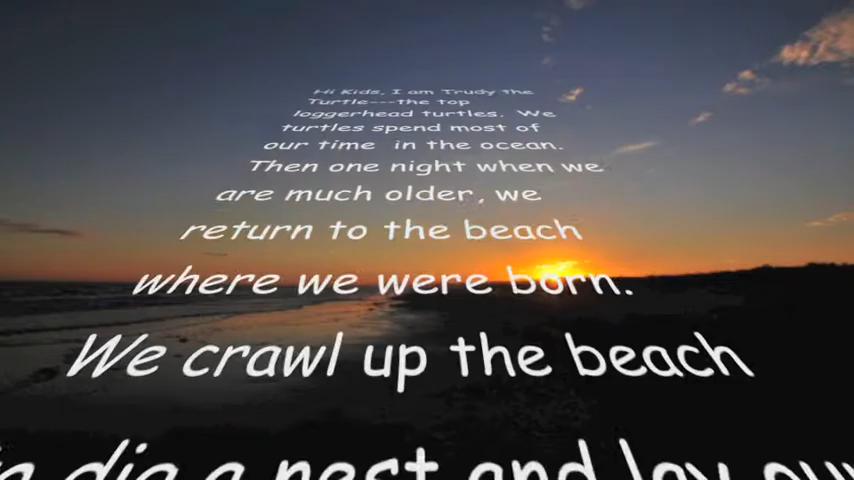 Hi Kids, I am Trudy the
Turtle---the top
loggerhead turtles. We
turtles spend most of
our time in the ocean.
Then one night when we
are much older, we
return to the beach
where we were born.
We crawl up the beach
dig a nest and lay our